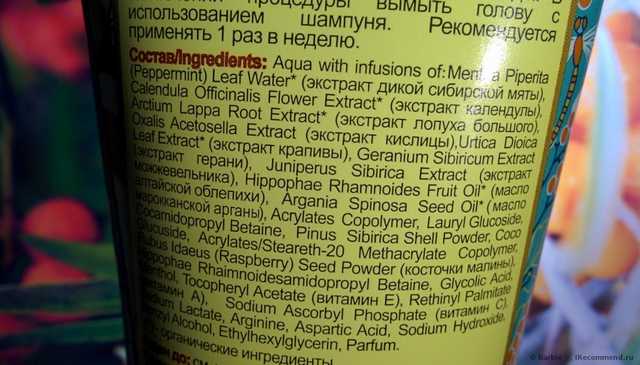 процедуры вымыть голову с
использованием шампуня. Рекомендуется
применять 1 раз в неделю.
Состав/Ingredients: Aqua with infusions of: Mentha Piperita
(Peppermint) Leaf Water* (экстракт дикой сибирской мяты),
Calendula Officinalis Flower Extract* (экстракт календулы),
Arctium Lappa Root Extract* (экстракт лопуха большого),
Oxalis Acetosella Extract (экстракт кислицы),Urtica Dioica
Leaf Extract* (экстракт крапивы), Geranium Sibiricum Extract
(экстракт герани), Juniperus Sibirica Extract (экстракт
можжевельника), Hippophae Rhamnoides Fruit Oil* (масло
алтайской облепихи), Argania Spinosa Seed Oil* (масло
марокканской арганы), Acrylates Copolymer, Lauryl Glucoside,
Cocamidopropyl Betaine, Pinus Sibirica Shell Powder, Coco
Glucoside, Acrylates/Steareth-20 Methacrylate Copolymer,
Rubus Idaeus (Raspberry) Seed Powder (косточки малины),
Hippophae Rhaimnoidesamidopropyl Betaine, Glycolic Acid,
Menthol, Tocopheryl Acetate (витамин Е), Rethinyl Palmitate
(витамин А), Sodium Ascorbyl Phosphate (витамин С),
Sodium Lactate, Arginine, Aspartic Acid, Sodium Hydroxide,
Benzyl Alcohol, Ethylhexylglycerin, Parfum.
органические ингредиенты
до:
© Barbie IRecommend.ru